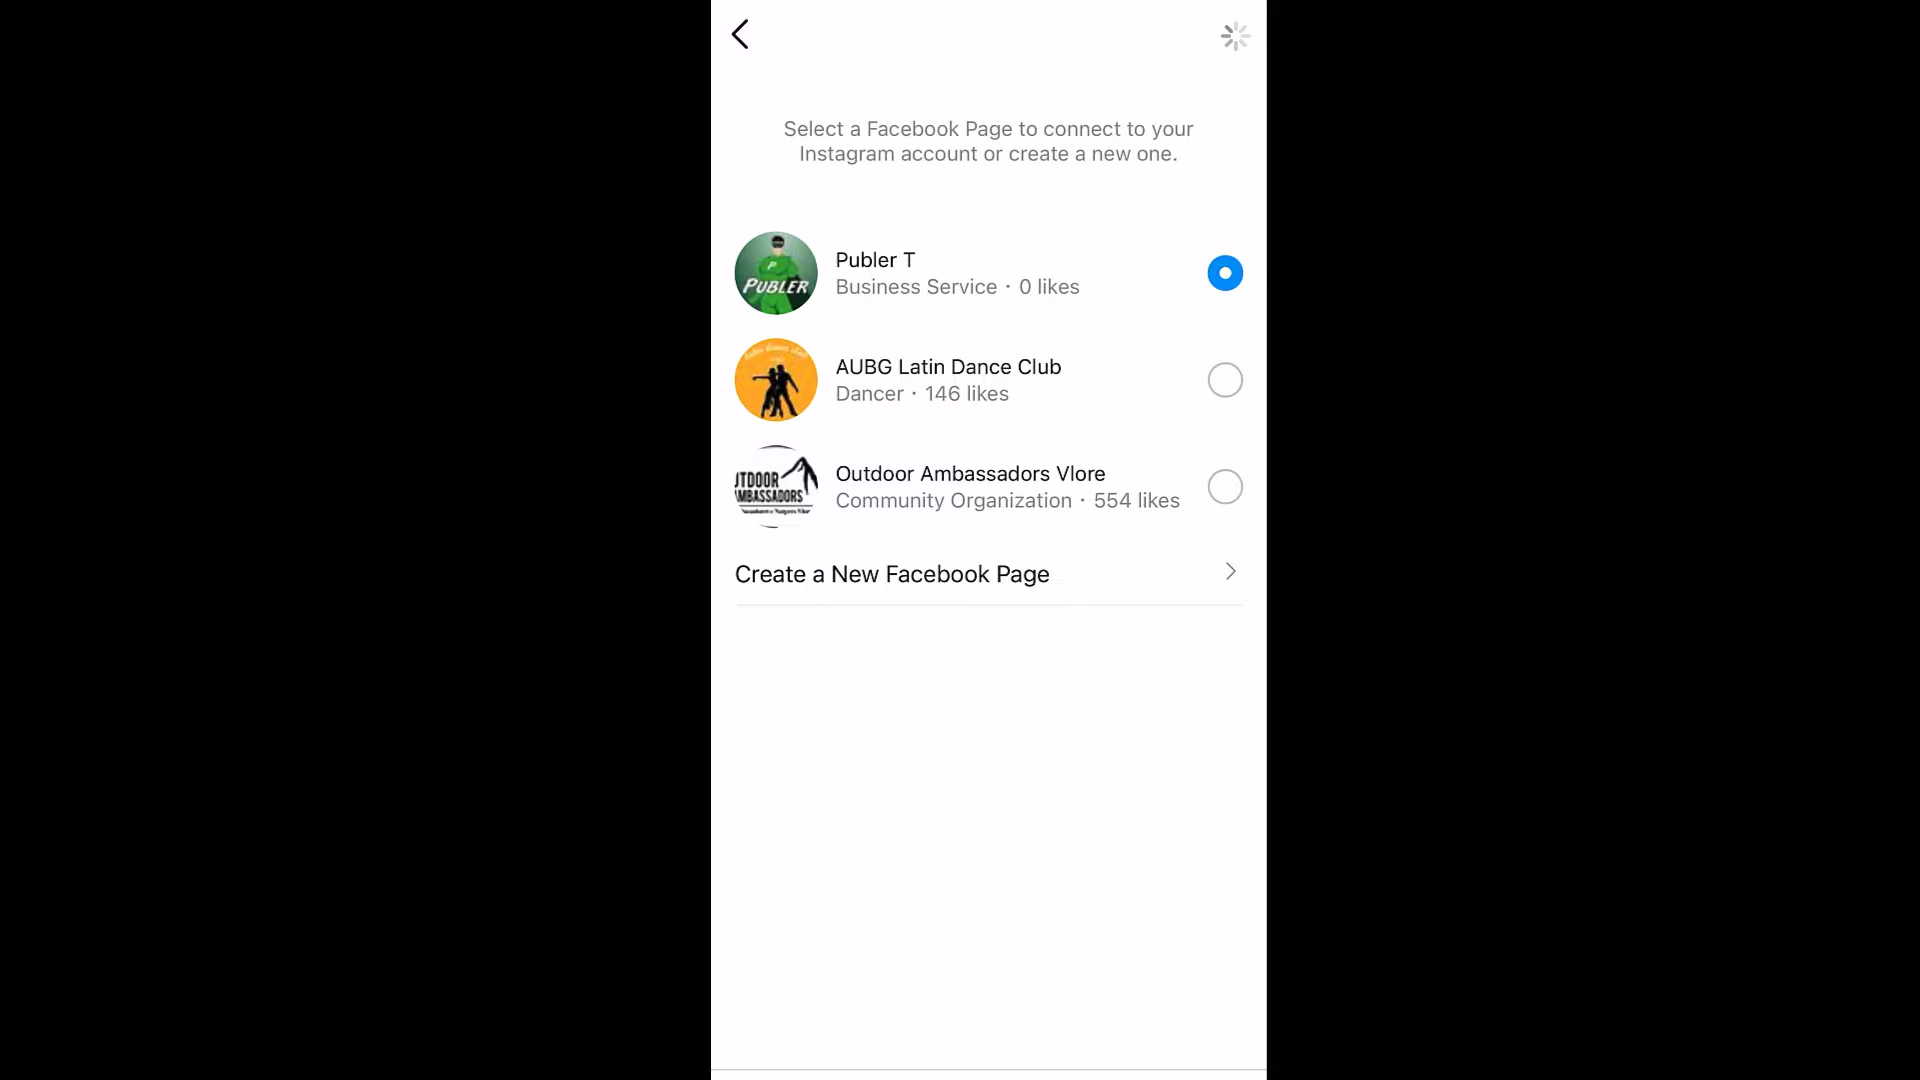 Select a Facebook Page to connect to your
Instagram account or create a new one.
PUBLER
Publer T
Business Service · 0 likes
AUBG Latin Dance Club
Dancer · 146 likes
UTDOOR
MBASSADORS
Outdoor Ambassadors Vlore
Community Organization · 554 likes
Create a New Facebook Page